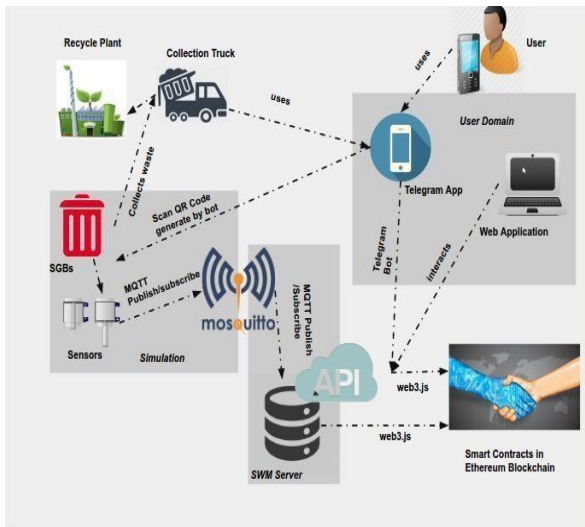 Recycle Plant
Collection Truck
User
uses
uses
User Domain
Collects waste
Telegram App
Web Application
Scan QR Code
generate by bot
SGBs
MQTT
Publish/subscribe
mosquitto
Sensors
Simulation
MQTT Publish
/Subscribe
Telegram
Bot
interacts
API
web3.js
web3.js
SWM Server
Smart Contracts in
Ethereum Blockchain